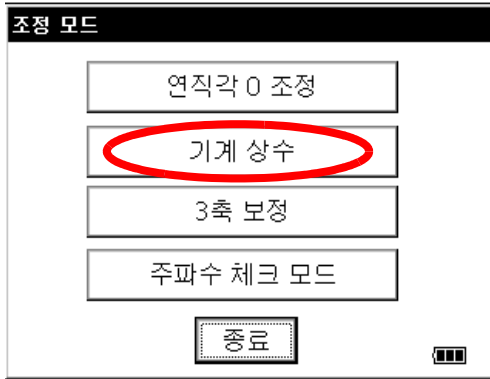 조정 모드
연직각 0 조정
기계 상수
3축 보정
주파수 체크 모드
종료